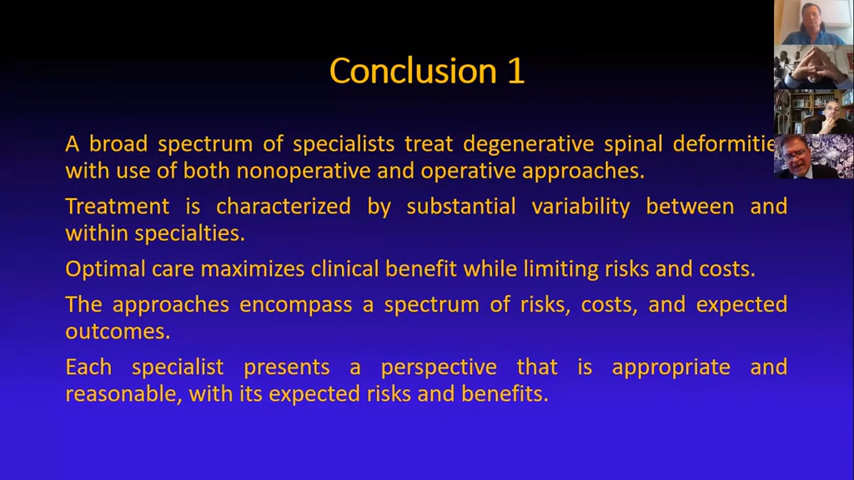 Conclusion 1
A broad spectrum of specialists treat degenerative spinal
with use of both nonoperative and operative approaches.
Treatment is characterized by substantial variability between and
within specialties.
Optimal care maximizes clinical benefit while limiting risks and costs.
The approaches encompass a spectrum of risks, costs, and expected
outcomes.
Each specialist presents a perspective that is appropriate and
reasonable, with its expected risks and benefits.